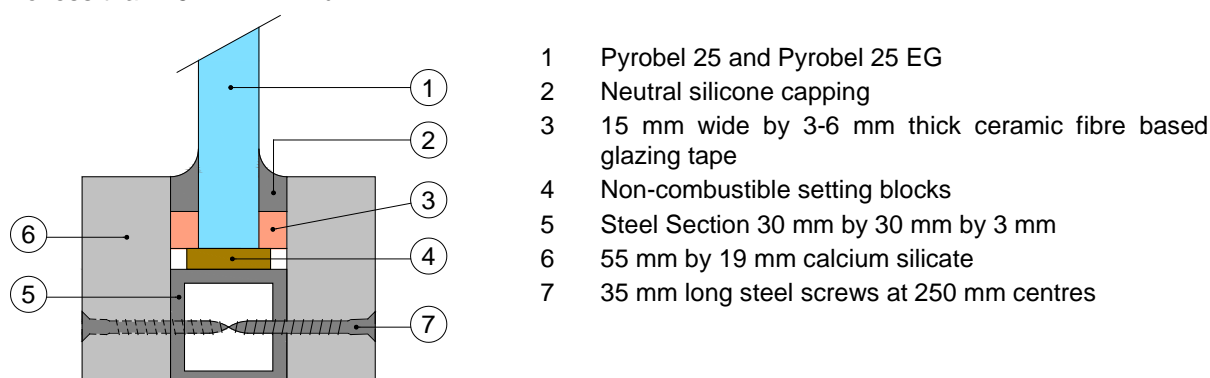 1 Pyrobel 25 and Pyrobel 25 EG
2 Neutral silicone capping
3 15 mm wide by 3-6 mm thick ceramic fibre based
glazing tape
4 Non-combustible setting blocks
5 Steel Section 30 mm by 30 mm by 3 mm
6 55 mm by 19 mm calcium silicate
7 35 mm long steel screws at 250 mm centres
1
2
3
6
4
5
7